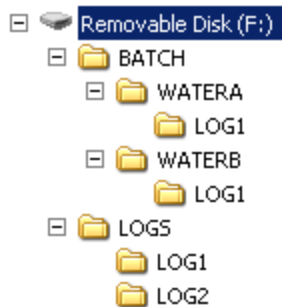 Removable Disk (F:)
BATCH
WATERA
LOG1
WATERB
LOG1
LOGS
LOG1
LOG2